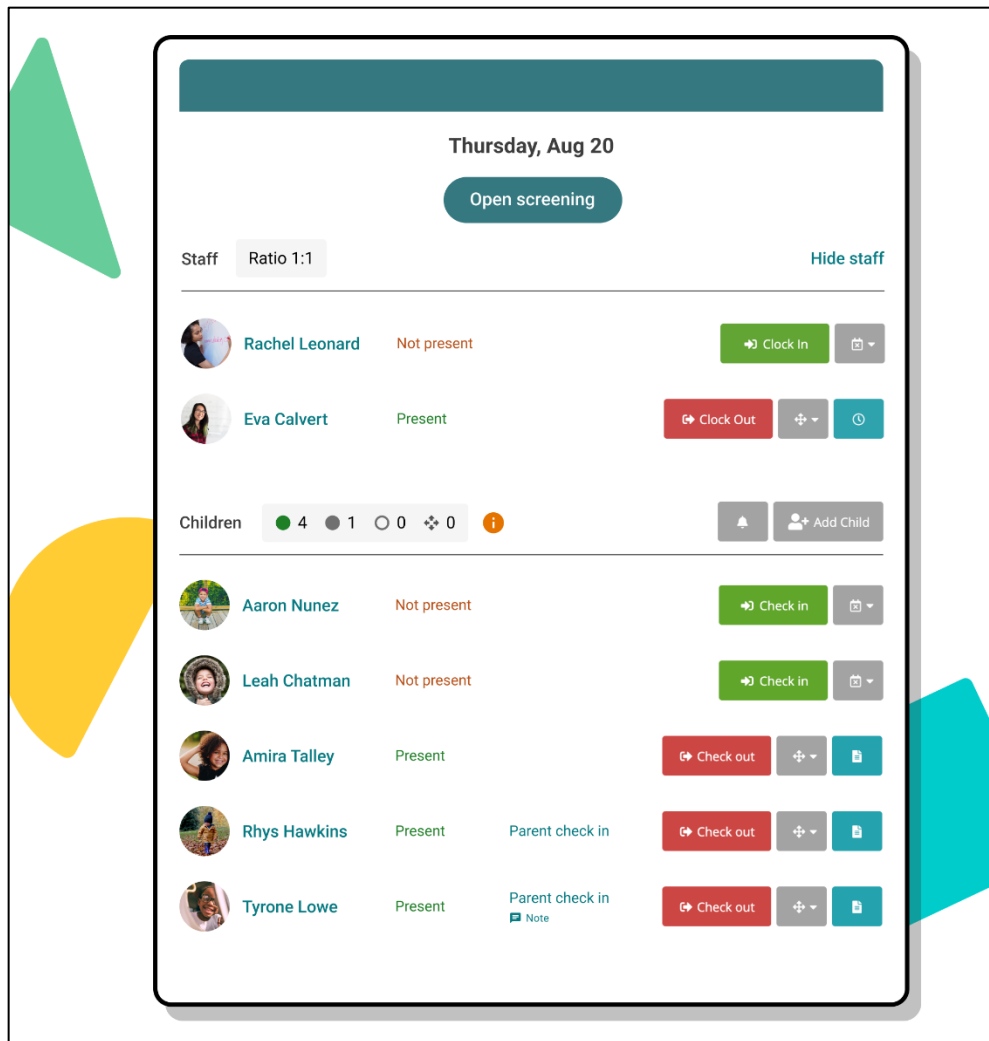 Thursday, Aug 20
Open screening
Staff Ratio 1:1 Hide staff
Rachel Leonard Not present Clock In
Eva Calvert Present Clock Out
Children 4 1 0 0 Add Child
Aaron Nunez Not present Check in
Leah Chatman Not present Check in
Amira Talley Present Check out
Rhys Hawkins Present Parent check in Check out
Tyrone Lowe Present Parent check in Check out
Note